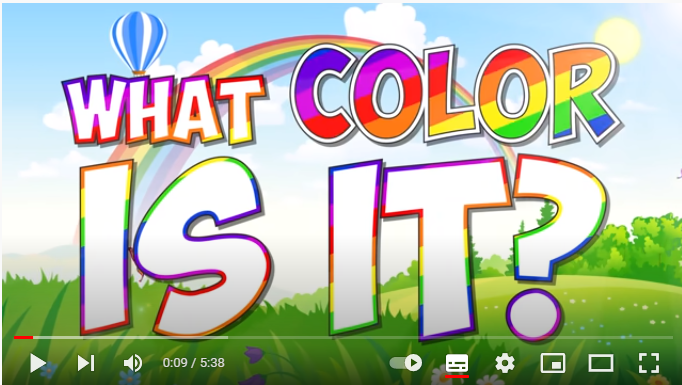 WHAT COLOR
IS IT?
0:09 / 5:38